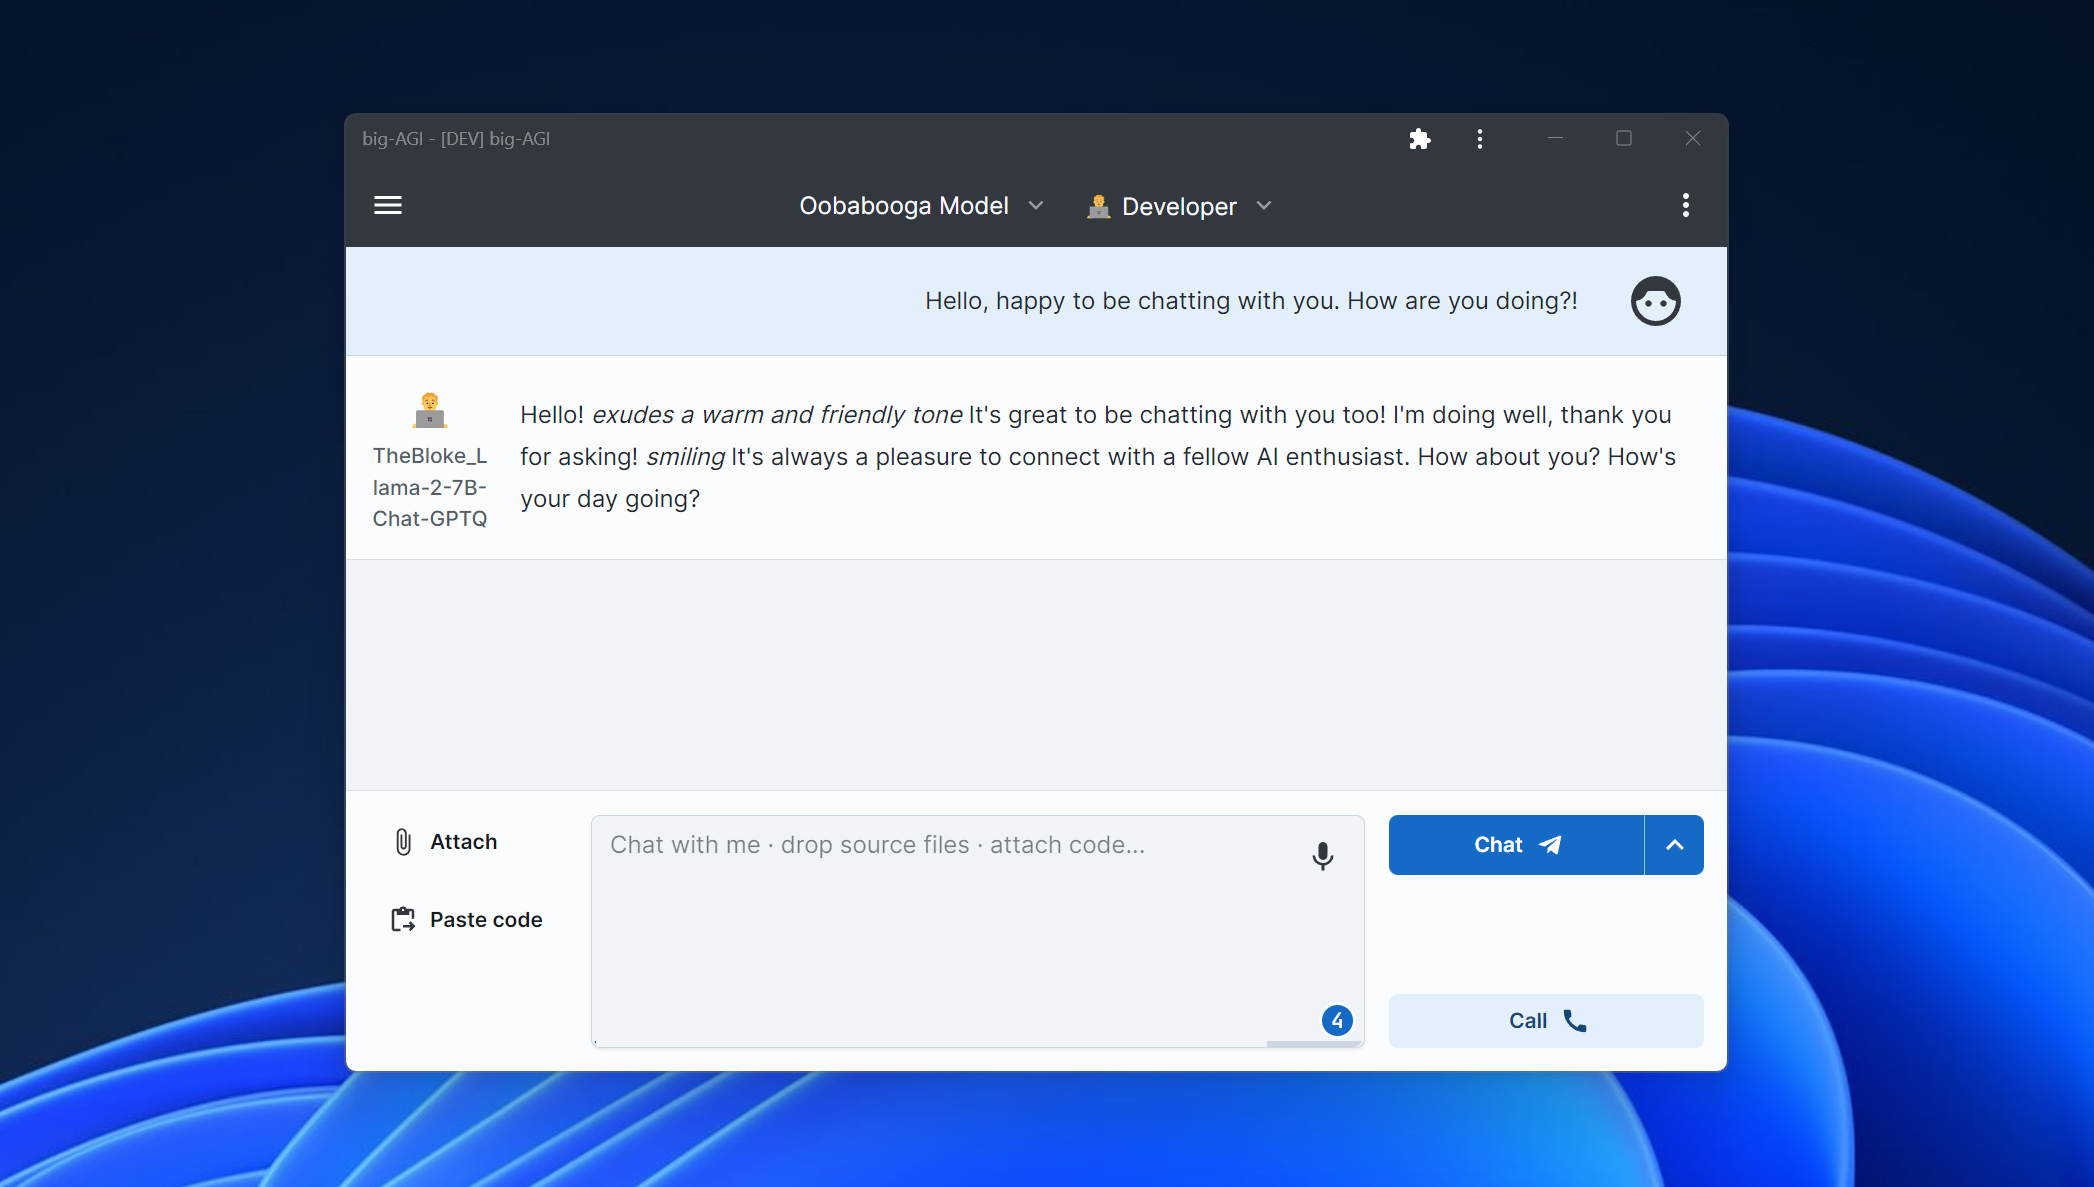 big-AGI - [DEV] big-AGI
Oobabooga Model
Developer
Hello, happy to be chatting with you. How are you doing?!
TheBloke_L
lama-2-7B-
Chat-GPTQ
Hello! exudes a warm and friendly tone It's great to be chatting with you too! I'm doing well, thank you
for asking! smiling It's always a pleasure to connect with a fellow AI enthusiast. How about you? How's
your day going?
Attach
Paste code
Chat with me · drop source files · attach code...
4
Chat
Call